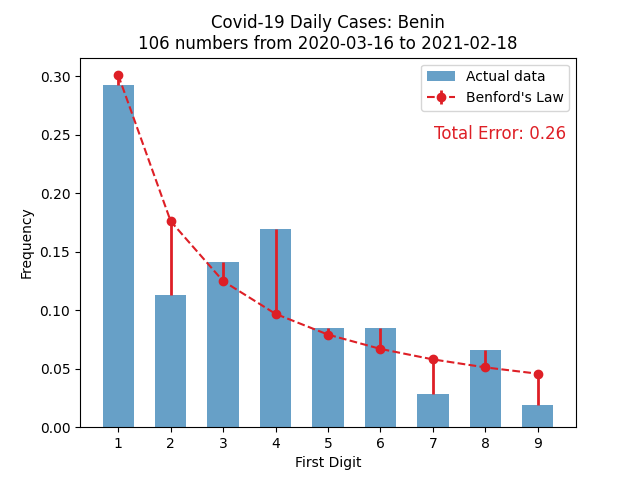 Covid-19 Daily Cases: Benin
106 numbers from 2020-03-16 to 2021-02-18
Actual data
Benford's Law
Total Error: 0.26
Frequency
0.30
0.25
0.20
0.15
0.10
0.05
0.00
1 2 3 4 5 6 7 8 9
First Digit